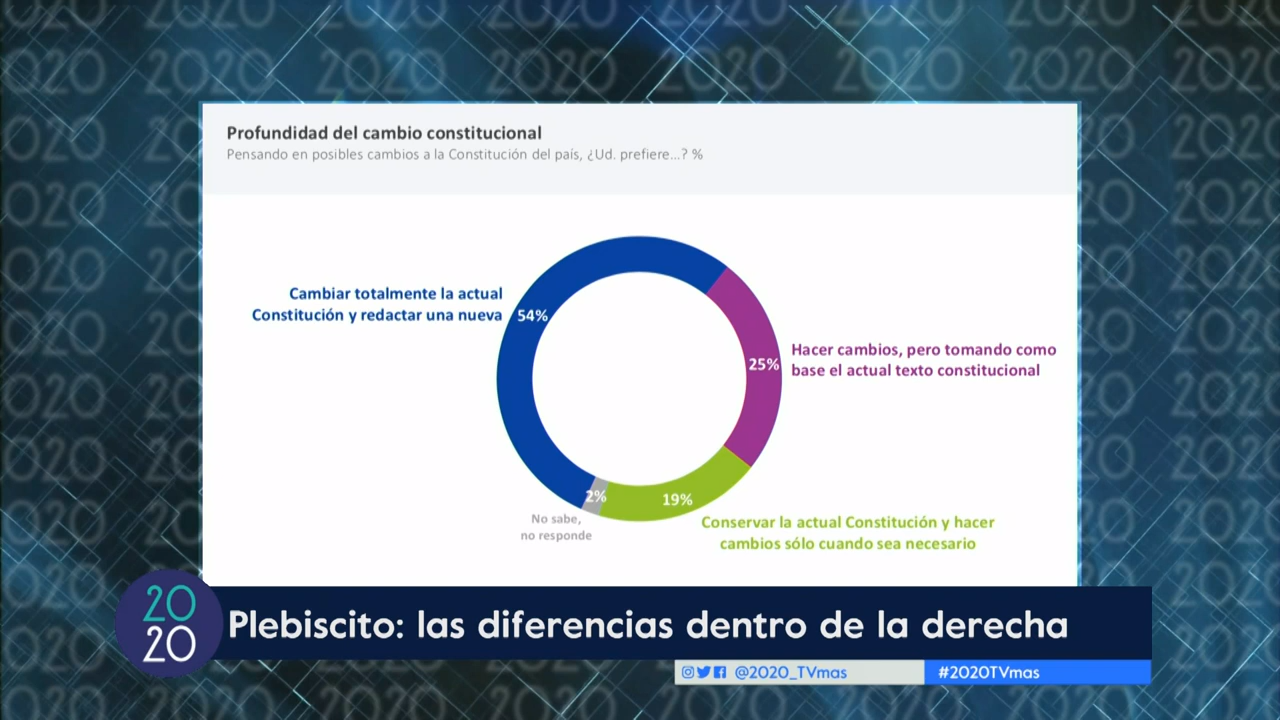 Profundidad del cambio constitucional
Pensando en posibles cambios a la Constitución del país, ¿Ud. prefiere...? %
Cambiar totalmente la actual
Constitución y redactar una nueva
54%
25%
Hacer cambios, pero tomando como
base el actual texto constitucional
2%
19%
No sabe,
no responde
Conservar la actual Constitución y hacer
cambios sólo cuando sea necesario
20
20
Plebiscito: las diferencias dentro de la derecha
@2020_TVmas
#2020TVmas